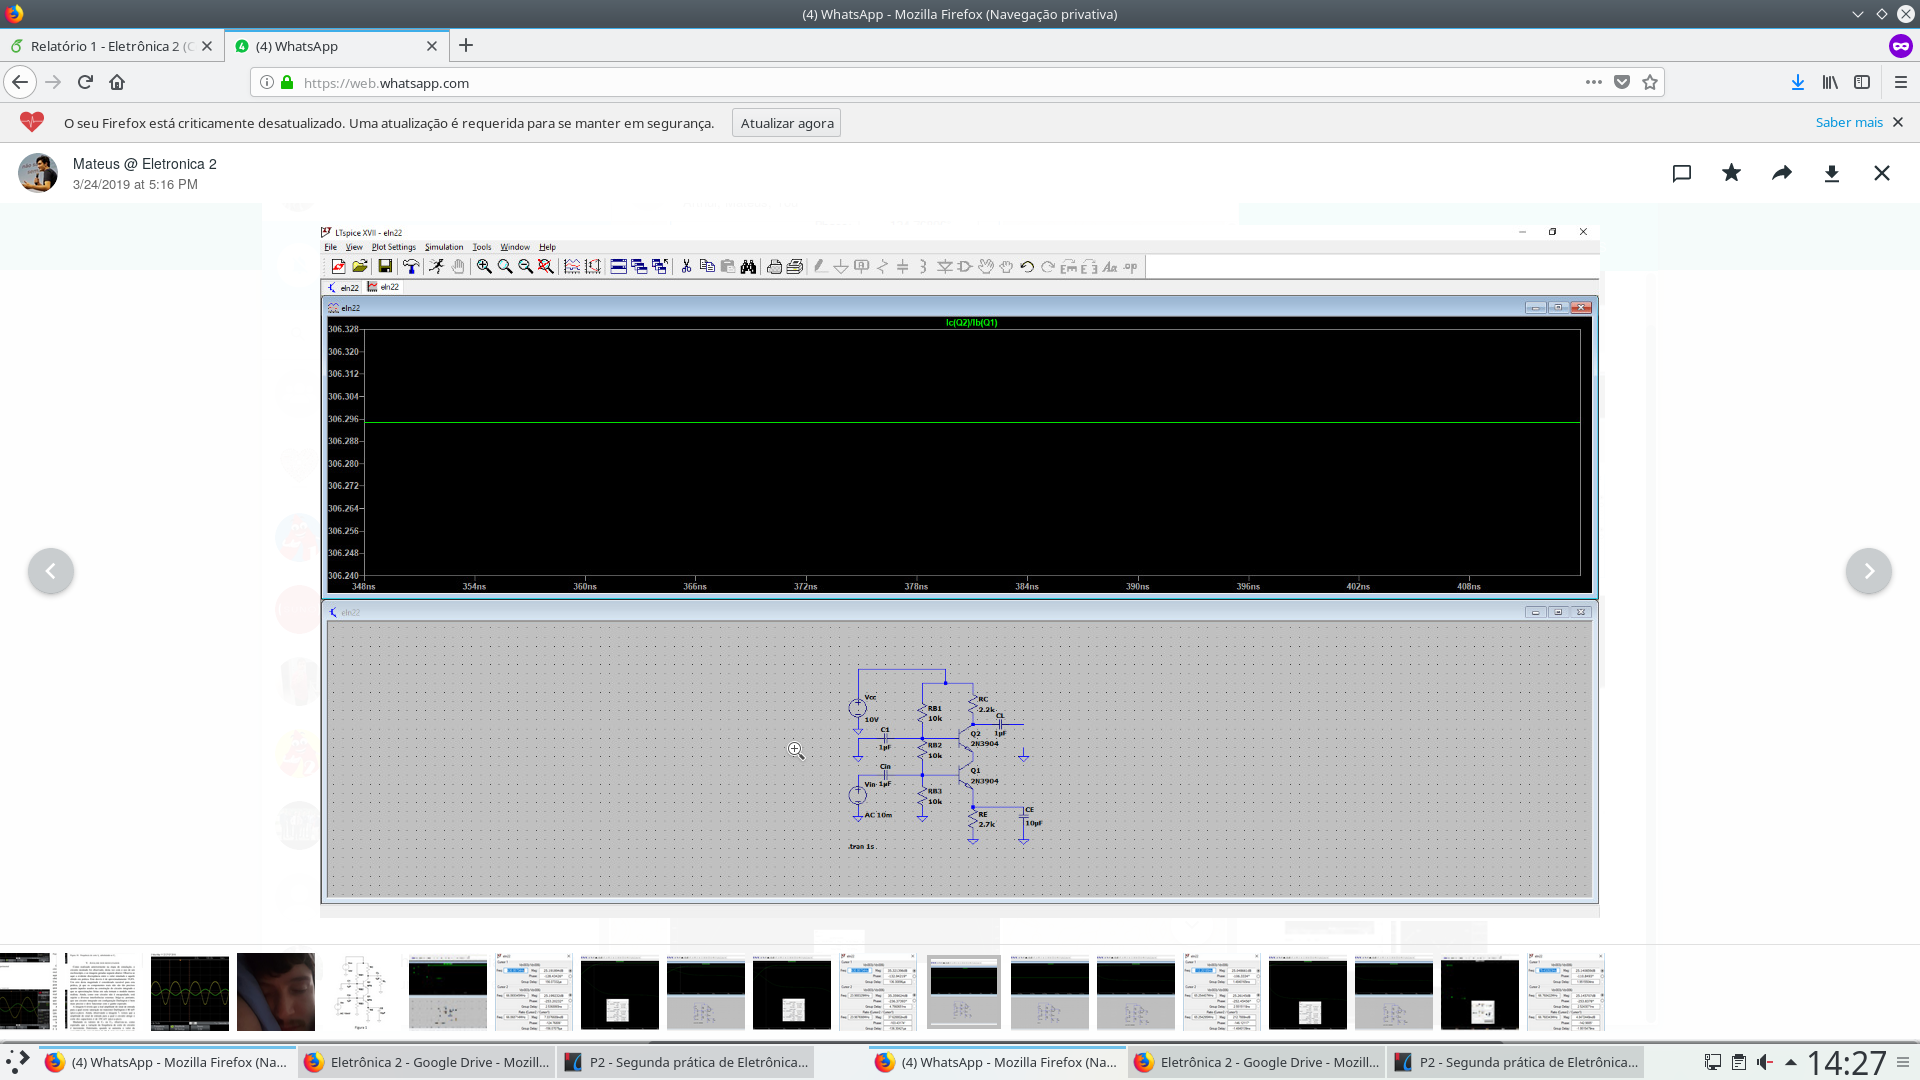 (4) WhatsApp - Mozilla Firefox (Navegação privativa)
Relatório 1 - Eletrônica 2 (C
(4) WhatsApp
https://web.whatsapp.com
O seu Firefox está criticamente desatualizado. Uma atualização é requerida para se manter em segurança.
Atualizar agora
Saber mais
Mateus @ Eletronica 2
3/24/2019 at 5:16 PM
LTspice XVII - eln22
File View Plot Settings Simulation Tools Window Help
eln22 eln22
eln22
Ic(Q2)/Ib(Q1)
306.328
306.320
306.312
306.304
306.296
306.288
306.280
306.272
306.264
306.256
306.248
306.240
348ns 354ns 360ns 366ns 372ns 378ns 384ns 390ns 396ns 402ns 408ns
eln22
Vcc
10V
RB1
10k
RC
2.2k
CL
1µF
C1
1µF
Q2
2N3904
RB2
10k
Cin
1µF
Q1
2N3904
Vin
AC 10m
RB3
10k
RE
2.7k
CE
10µF
.tran 1s
(4) WhatsApp - Mozilla Firefox (Na...
Eletrônica 2 - Google Drive - Mozill...
P2 - Segunda prática de Eletrônica...
(4) WhatsApp - Mozilla Firefox (Na...
Eletrônica 2 - Google Drive - Mozill...
P2 - Segunda prática de Eletrônica...
14:27